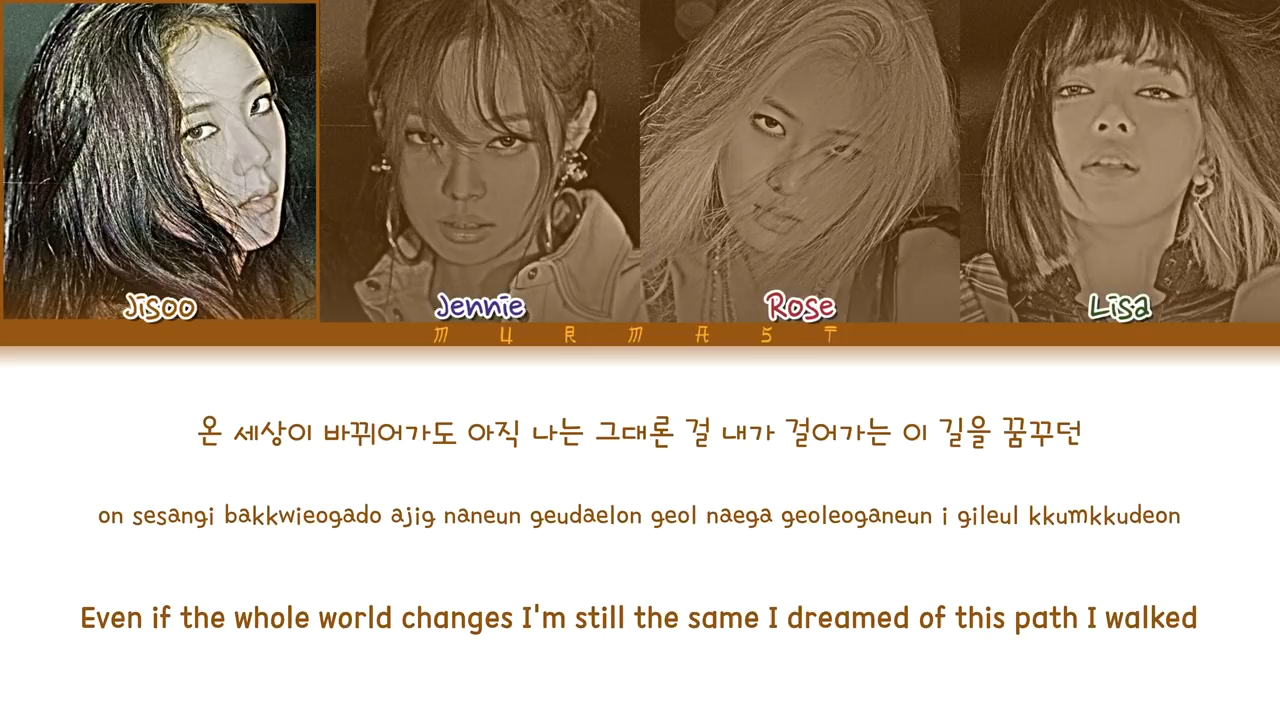 Jisoo Jennie Rose Lisa
M U R M A S T
온 세상이 바뀌어가도 아직 나는 그대론 걸 내가 걸어가는 이 길을 꿈꾸던
on sesangi bakkwieogado ajig naneun geudaelon geol naega geoleoganeun i gileul kkumkkudeon
Even if the whole world changes I'm still the same I dreamed of this path I walked